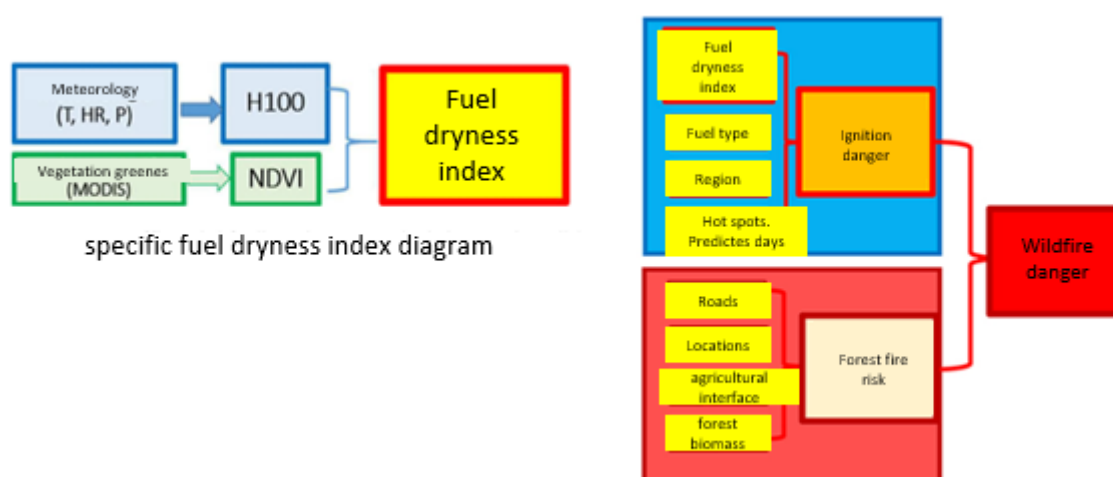 Meteorology
(T, HR, P)
H100
Vegetation greenes
(MODIS)
NDVI
Fuel
dryness
index
specific fuel dryness index diagram
Fuel
dryness
index
Fuel type
Region
Hot spots.
Predictes days
Ignition
danger
Roads
Locations
agricultural
interface
forest
biomass
Forest fire
risk
Wildfire
danger